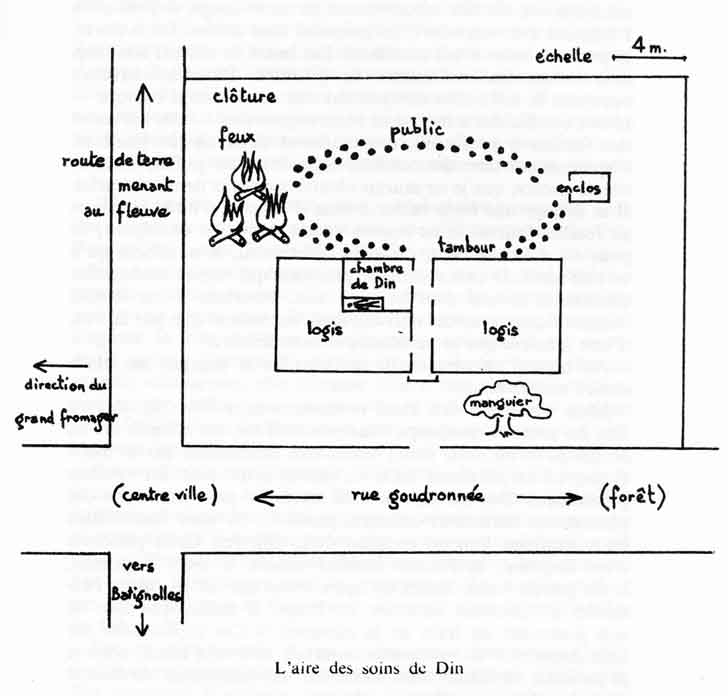 échelle 4 m.
clôture
feux
public
route de terre
menant
au fleuve
enclos
tambour
chambre
de Din
logis
logis
direction du
grand fromager
manguier
(centre ville) rue goudronnée (forêt)
vers
Batignolles
L'aire des soins de Din